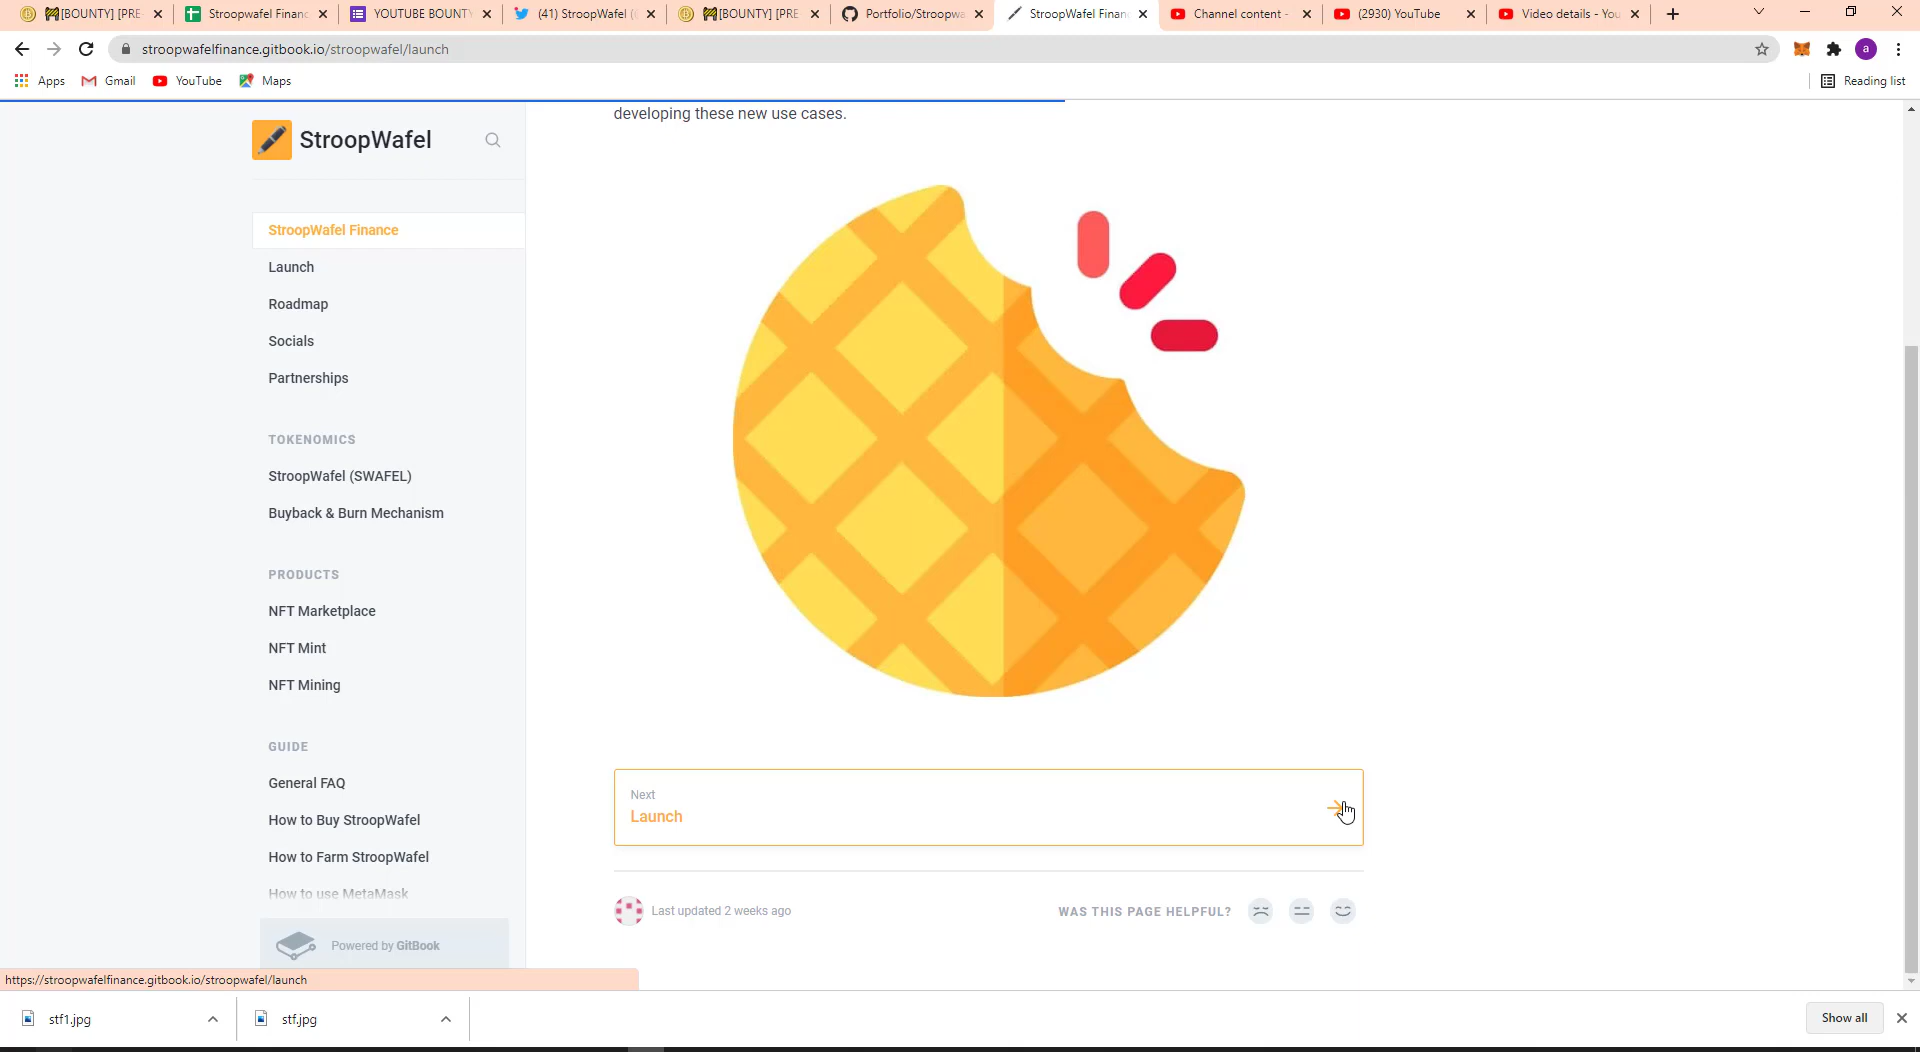 [BOUNTY] [PRE
Stroopwafel Financ
YOUTUBE BOUNTY
(41) StroopWafel (
[BOUNTY] [PRE
Portfolio/Stroopwa
StroopWafel Finan
Channel content -
(2930) YouTube
Video details - You
stroopwafelfinance.gitbook.io/stroopwafel/launch
a
Apps
Gmail
YouTube
Maps
Reading list
StroopWafel
StroopWafel Finance
Launch
Roadmap
Socials
Partnerships
TOKENOMICS
StroopWafel (SWAFEL)
Buyback & Burn Mechanism
PRODUCTS
NFT Marketplace
NFT Mint
NFT Mining
GUIDE
General FAQ
How to Buy StroopWafel
How to Farm StroopWafel
How to use MetaMask
Powered by GitBook
developing these new use cases.
Next
Launch
Last updated 2 weeks ago
WAS THIS PAGE HELPFUL?
https://stroopwafelfinance.gitbook.io/stroopwafel/launch
stf1.jpg
stf.jpg
Show all